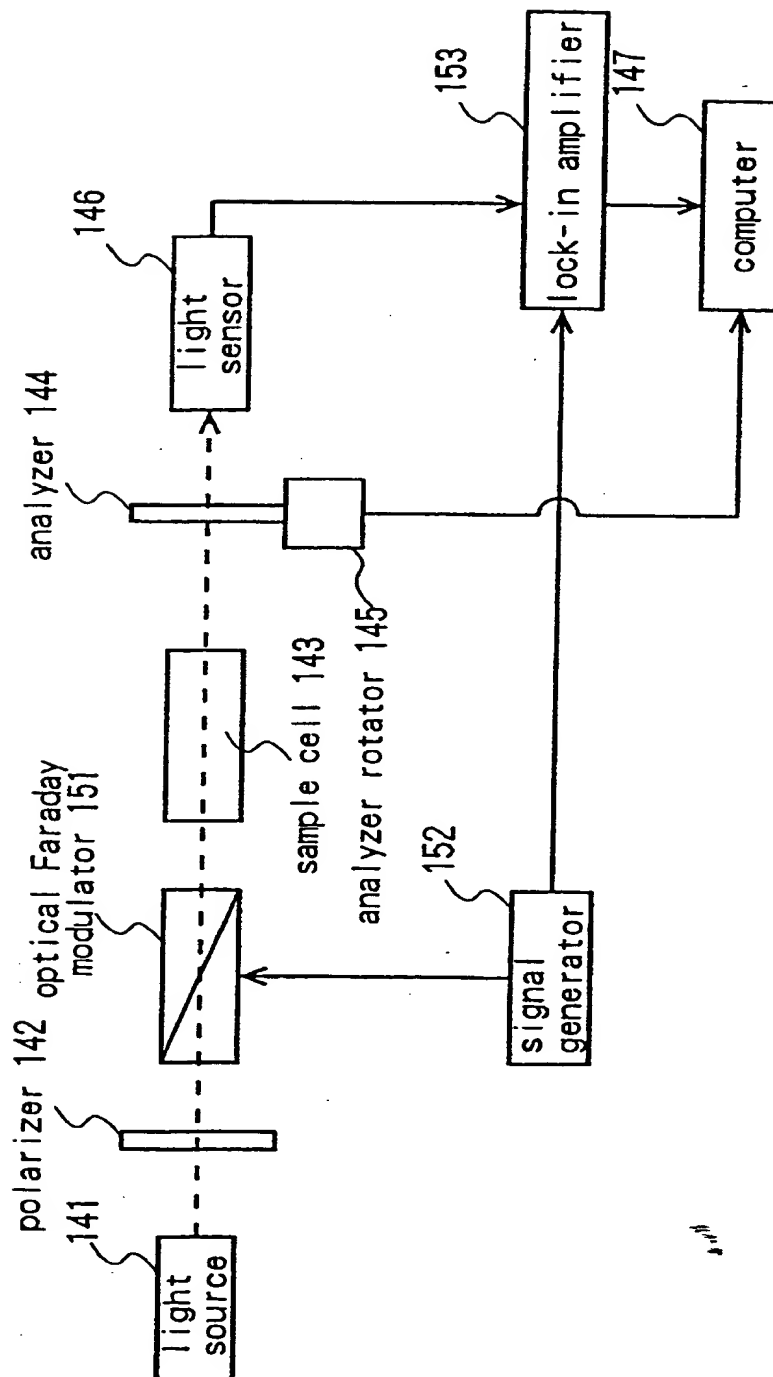 141
light
source
polarizer 142
optical Faraday
modulator 151
sample cell 143
analyzer 144
analyzer rotator 145
146
light
sensor
152
signal
generator
153
lock-in amplifier
147
computer